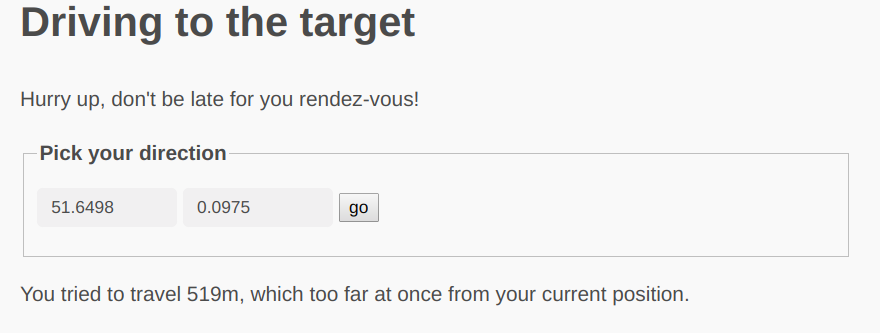 Driving to the target
Hurry up, don't be late for you rendez-vous!
Pick your direction
51.6498 0.0975 go
You tried to travel 519m, which too far at once from your current position.